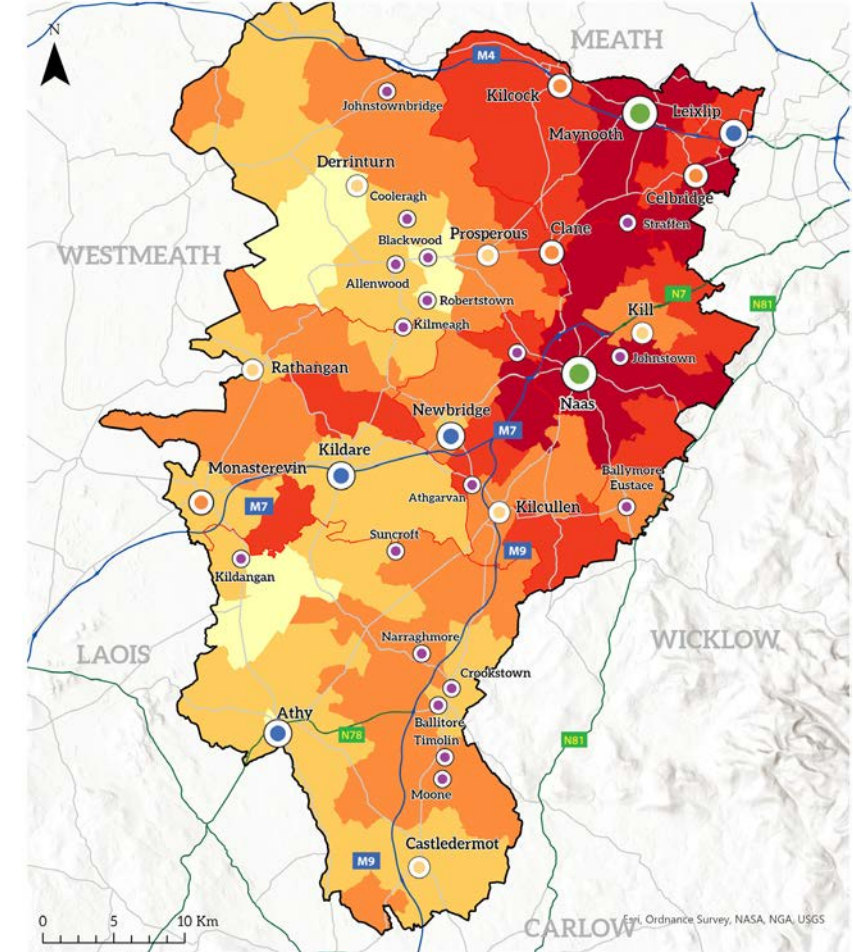 N
MEATH
M4
Johnstownbridge
Kilcock
Maynooth
Leixlip
Derrinturn
Cooleragh
Celbridge
Straffen
WESTMEATH
Blackwood
Prosperous
Clane
Allenwood
N7
N81
Robertstown
Kill
Kilmeagh
Johnstown
Rathangan
Naas
Newbridge
M7
Kildare
Monasterevin
Ballymore
Eustace
Athgarvan
M7
Kilcullen
Suncroft
M9
Kildangan
Narraghmore
WICKLOW
LAOIS
Crookstown
Athy
Ballitore
N78
Timolin
N81
Moone
Castledermot
M9
0 5 10 Km
CARLOW
Esri, Ordnance Survey, NASA, NGA, USGS